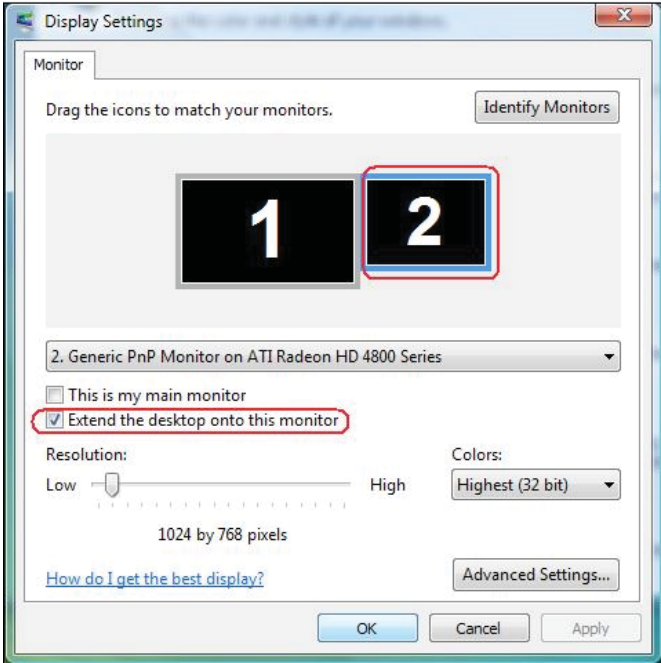 Display Settings
Monitor
Drag the icons to match your monitors.
Identify Monitors
1
2
2. Generic PnP Monitor on ATI Radeon HD 4800 Series
This is my main monitor
Extend the desktop onto this monitor
Resolution:
Colors:
Low
High
Highest (32 bit)
1024 by 768 pixels
How do I get the best display?
Advanced Settings...
OK
Cancel
Apply